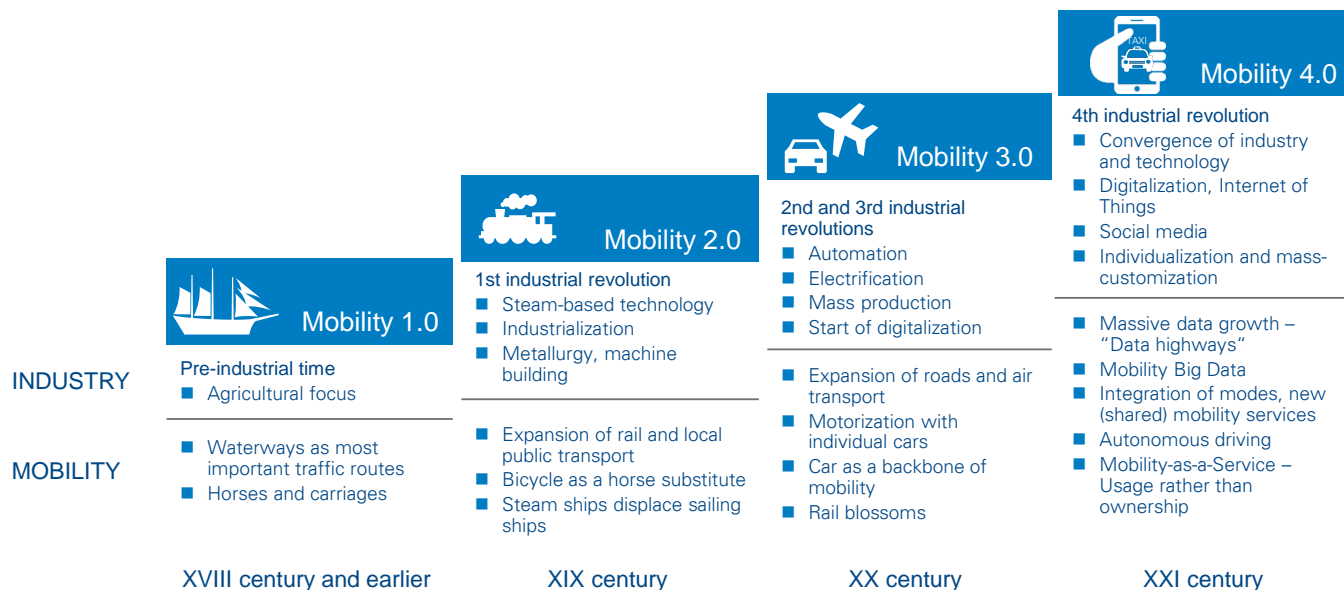 INDUSTRY
MOBILITY
Mobility 1.0
Pre-industrial time
Agricultural focus
Waterways as most
important traffic routes
Horses and carriages
XVIII century and earlier
Mobility 2.0
1st industrial revolution
Steam-based technology
Industrialization
Metallurgy, machine
building
Expansion of rail and local
public transport
Bicycle as a horse substitute
Steam ships displace sailing
ships
XIX century
Mobility 3.0
2nd and 3rd industrial
revolutions
Automation
Electrification
Mass production
Start of digitalization
Expansion of roads and air
transport
Motorization with
individual cars
Car as a backbone of
mobility
Rail blossoms
XX century
TAXI
Mobility 4.0
4th industrial revolution
Convergence of industry
and technology
Digitalization, Internet of
Things
Social media
Individualization and mass-
customization
Massive data growth –
“Data highways“
Mobility Big Data
Integration of modes, new
(shared) mobility services
Autonomous driving
Mobility-as-a-Service –
Usage rather than
ownership
XXI century